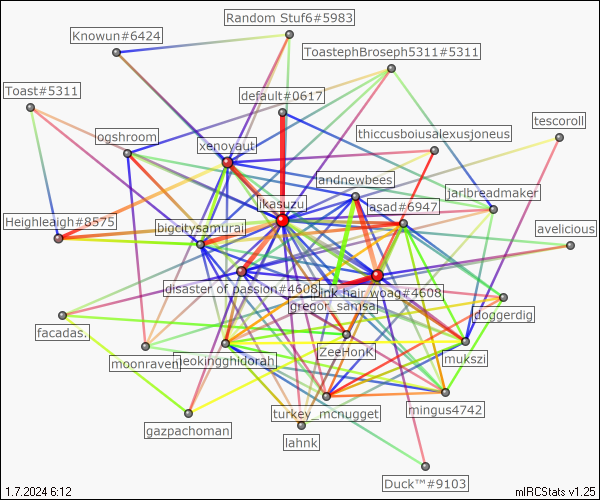 Random Stuf6#5983
Knowun#6424
ToastephBroseph5311#5311
Toast#5311
default#0617
tescoroll
thiccusboiusalexusjoneus
ogshroom
xenoyaut
andnewbees
jarlbreadmaker
ikasuzu
asad#6947
Heighleaigh#8575
bigcitysamurai
avelicious
disaster of passion#4608
pink hair woag#4608
gregor_samsa
doggerdig
facadas.
ZeeHonK
mukszi
moonraven
neokingghidorah
turkey_mcnugget
mingus4742
gazpachoman
lahnk
Duck™#9103
1.7.2024 6:12
mIRCStats v1.25